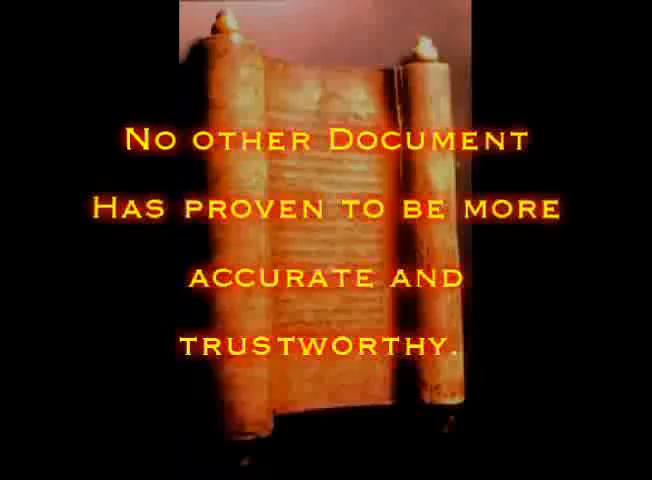 No other Document
Has proven to be more
accurate and
trustworthy.